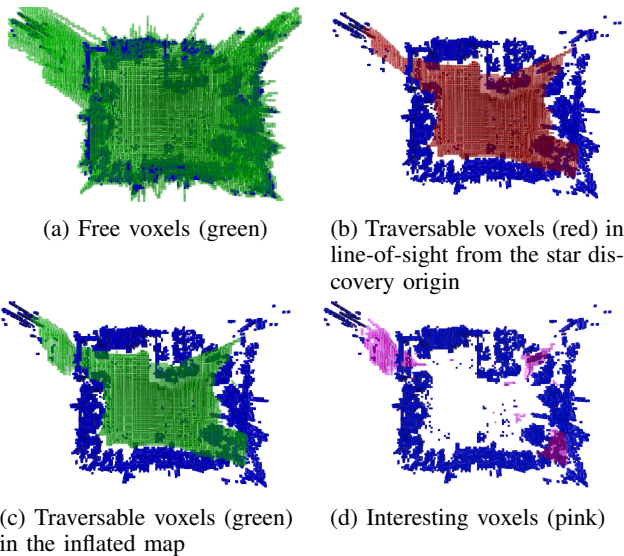 (a) Free voxels (green)
(b) Traversable voxels (red) in
line-of-sight from the star dis-
covery origin
(c) Traversable voxels (green)
in the inflated map
(d) Interesting voxels (pink)